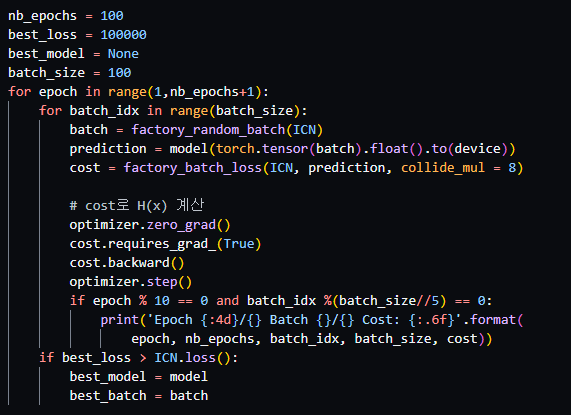 nb_epochs = 100
best_loss = 100000
best_model = None
batch_size = 100
for epoch in range(1,nb_epochs+1):
    for batch_idx in range(batch_size):
        batch = factory_random_batch(ICN)
        prediction = model(torch.tensor(batch).float().to(device))
        cost = factory_batch_loss(ICN, prediction, collide_mul = 8)

        # cost로 H(x) 계산
        optimizer.zero_grad()
        cost.requires_grad_(True)
        cost.backward()
        optimizer.step()
        if epoch % 10 == 0 and batch_idx %(batch_size//5) == 0:
            print('Epoch {:4d}/{} Batch {}/{} Cost: {:.6f}'.format(
                epoch, nb_epochs, batch_idx, batch_size, cost))
    if best_loss > ICN.loss():
        best_model = model
        best_batch = batch